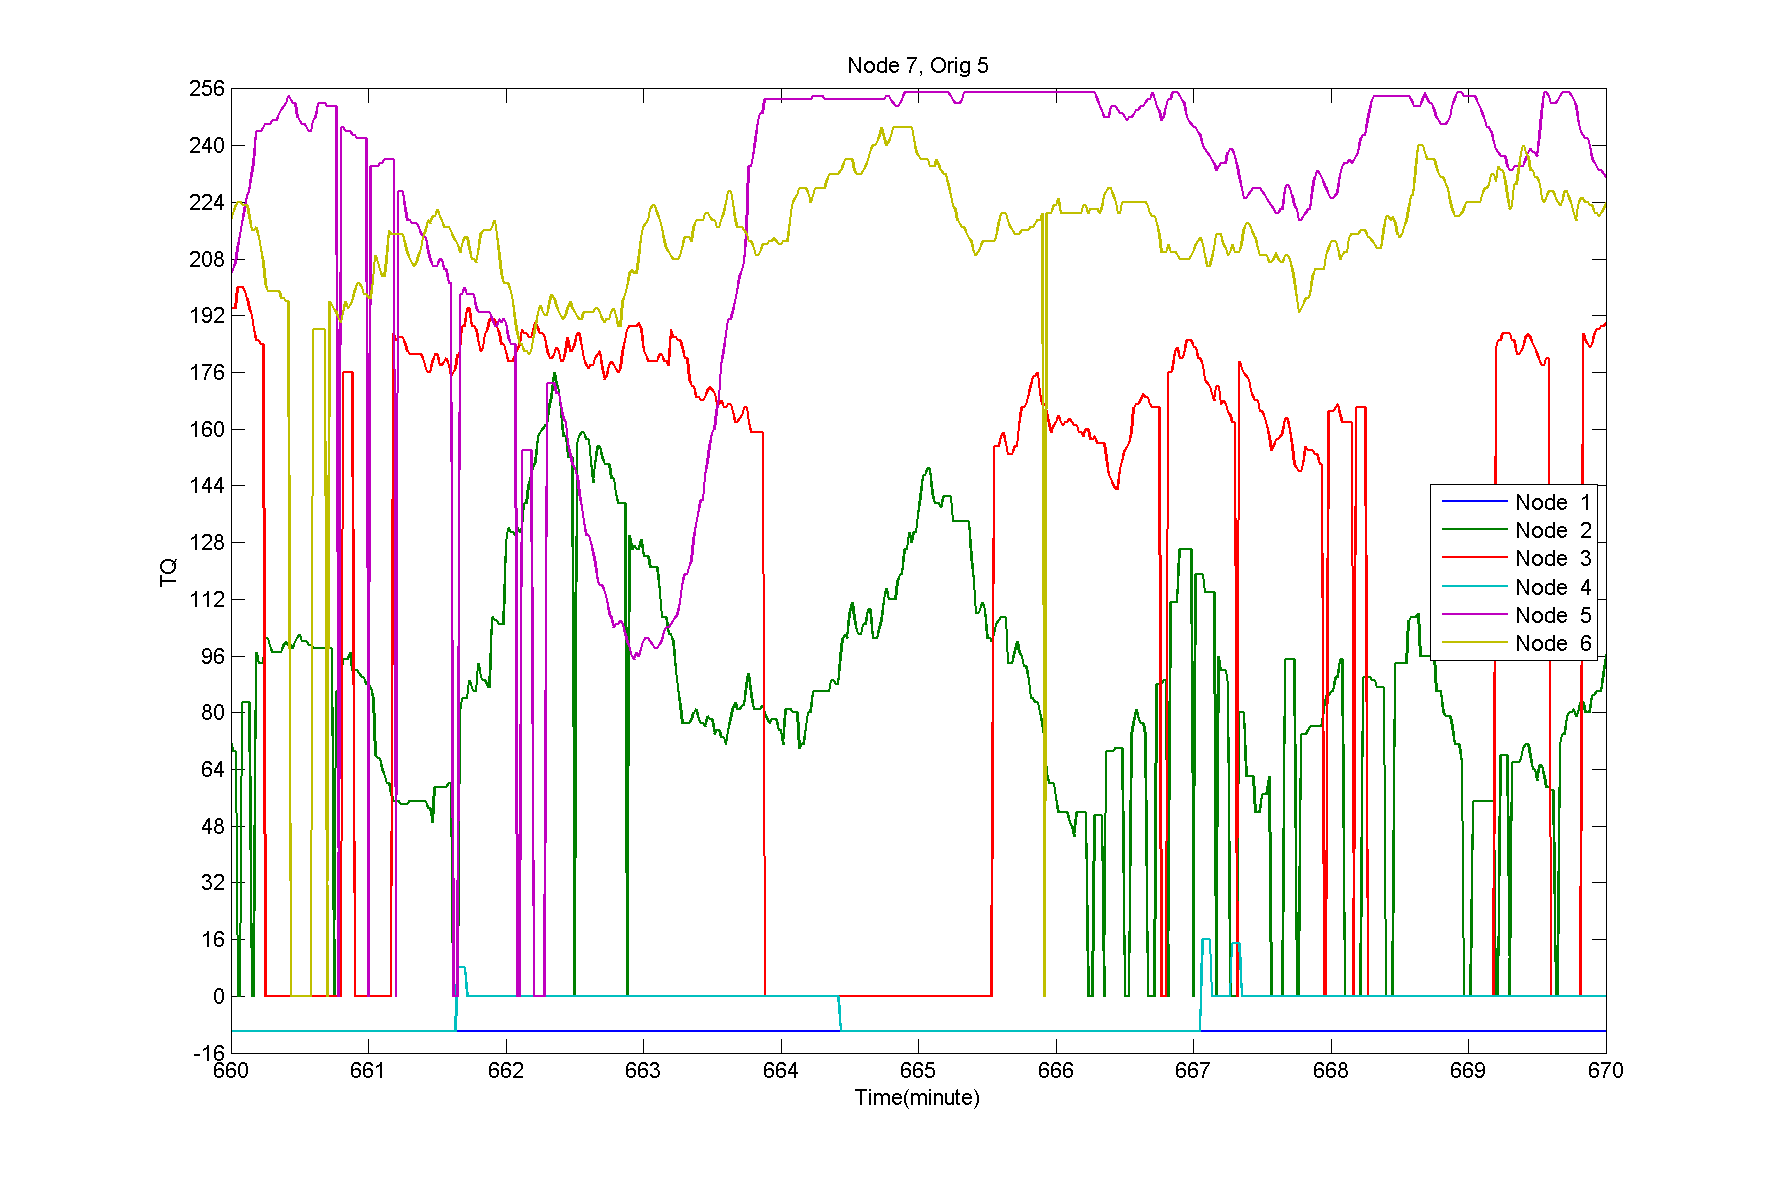 Node 7, Orig 5
256
240
224
208
192
176
160
144
128
112
96
80
64
48
32
16
0
-16
TQ
Node 1
Node 2
Node 3
Node 4
Node 5
Node 6
660 661 662 663 664 665 666 667 668 669 670
Time(minute)